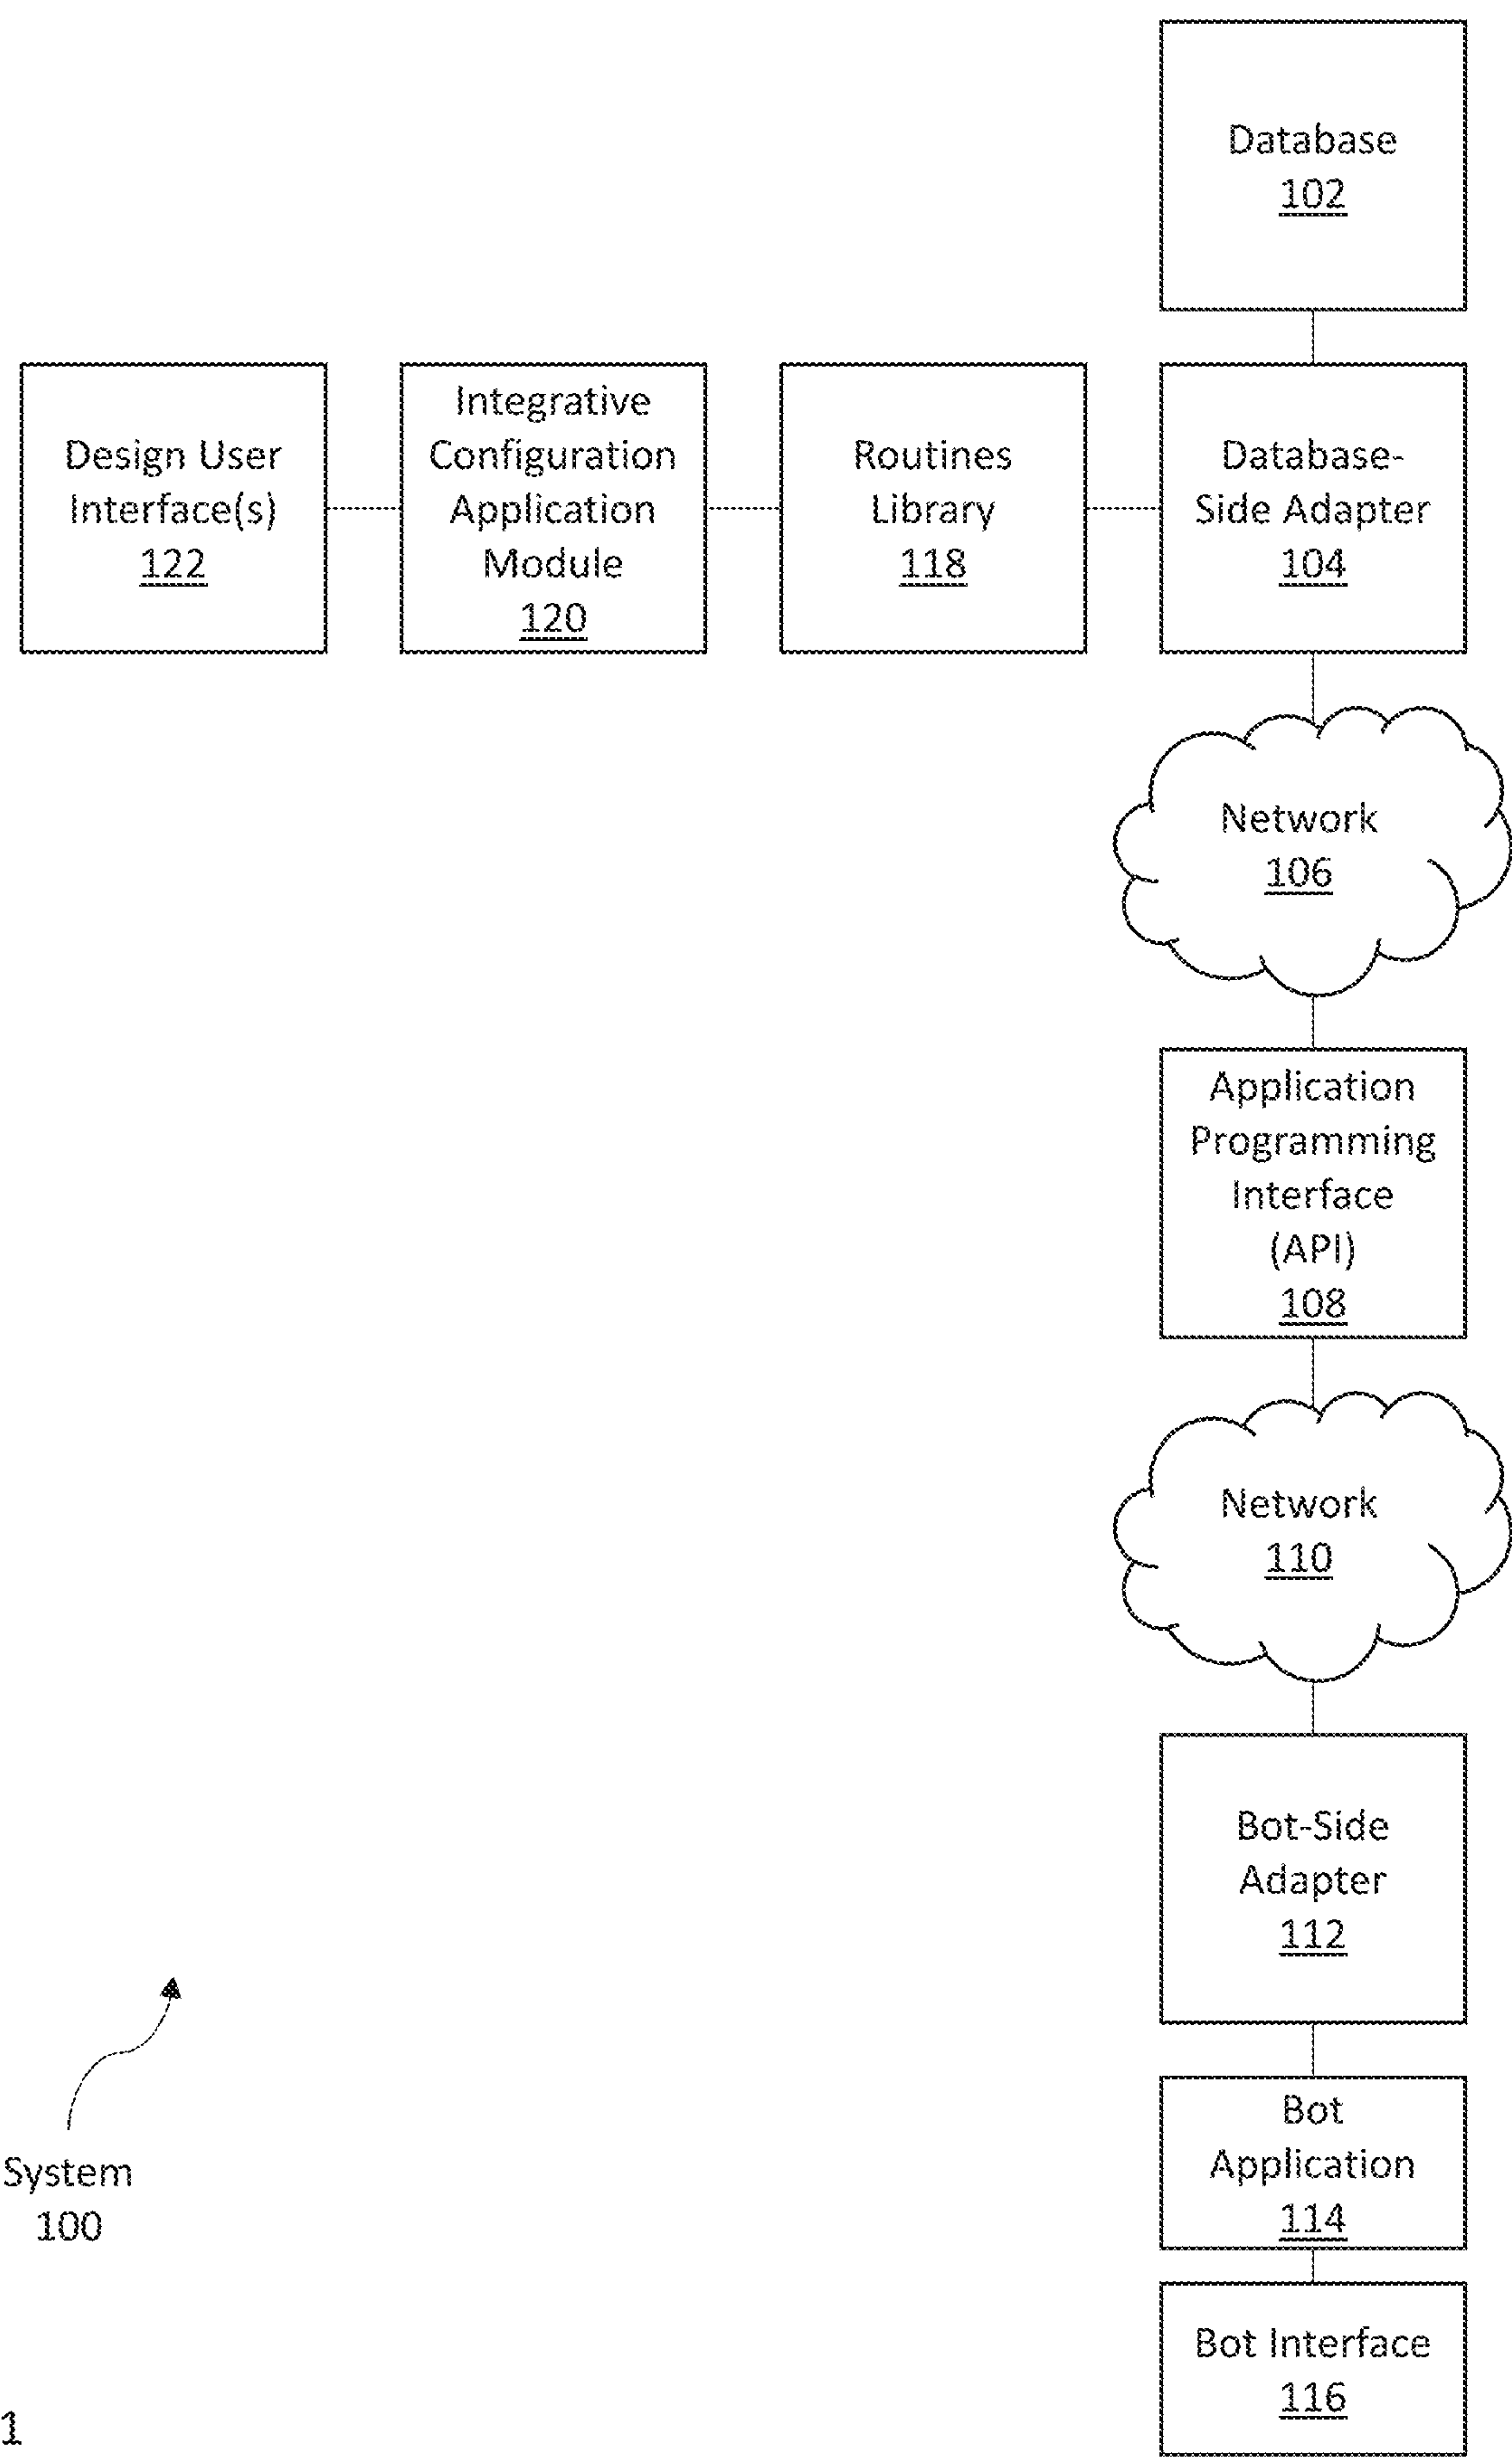 Database
102
Design User
Interface(s)
122
Integrative
Configuration
Application
Module
120
Routines
Library
118
Database-
Side Adapter
104
Network
106
Application
Programming
Interface
(API)
108
Network
110
Bot-Side
Adapter
112
Bot
Application
114
System
100
Bot Interface
116
1